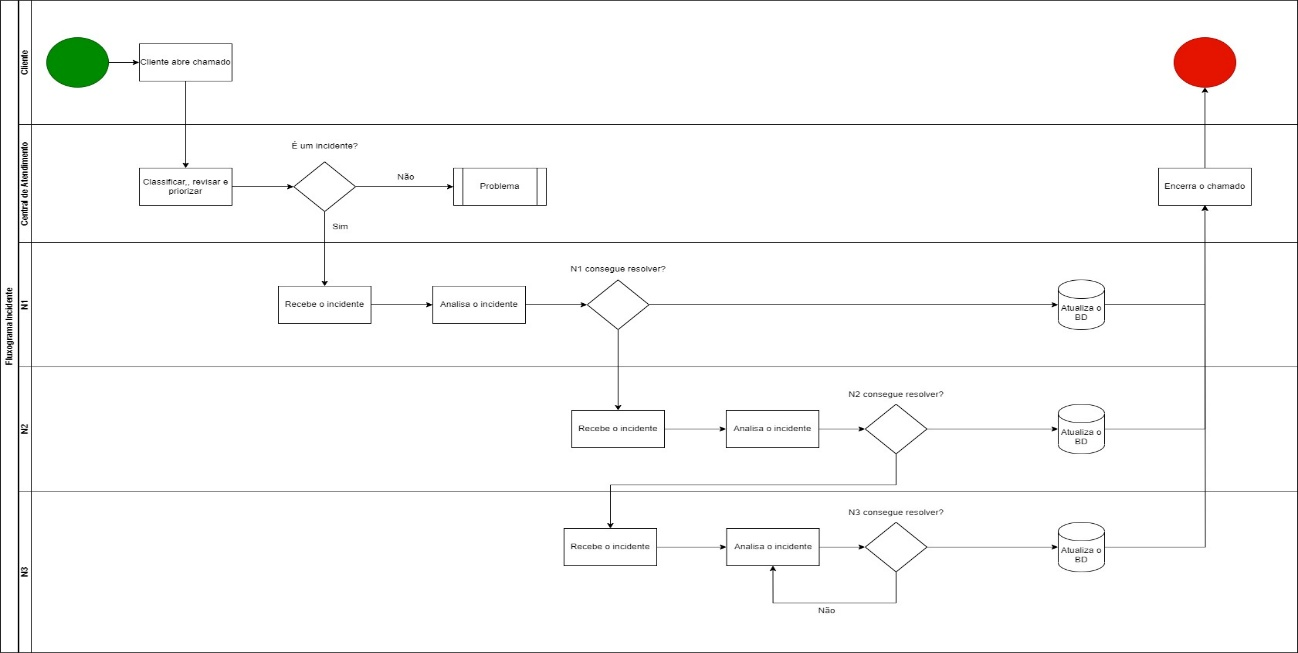 Fluxograma Incidente
Cliente
Cliente abre chamado
Central de Atendimento
É um incidente?
Classificar,, revisar e
priorizar
Não
Problema
Encerra o chamado
Sim
N1
N1 consegue resolver?
Recebe o incidente
Analisa o incidente
Atualiza o
BD
N2
N2 consegue resolver?
Recebe o incidente
Analisa o incidente
Atualiza o
BD
N3
N3 consegue resolver?
Recebe o incidente
Analisa o incidente
Atualiza o
BD
Não